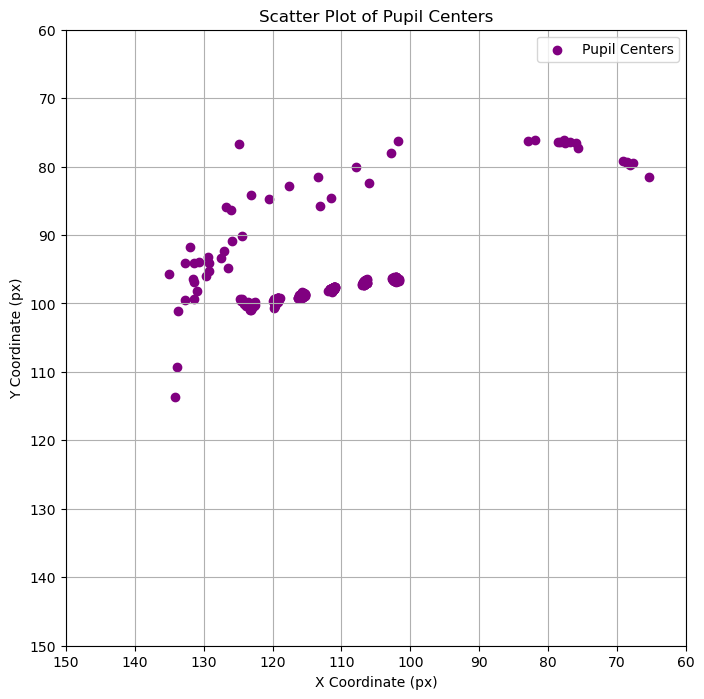 Scatter Plot of Pupil Centers
Pupil Centers
60
70
80
90
100
110
120
130
140
150
Y Coordinate (px)
150 140 130 120 110 100 90 80 70 60
X Coordinate (px)